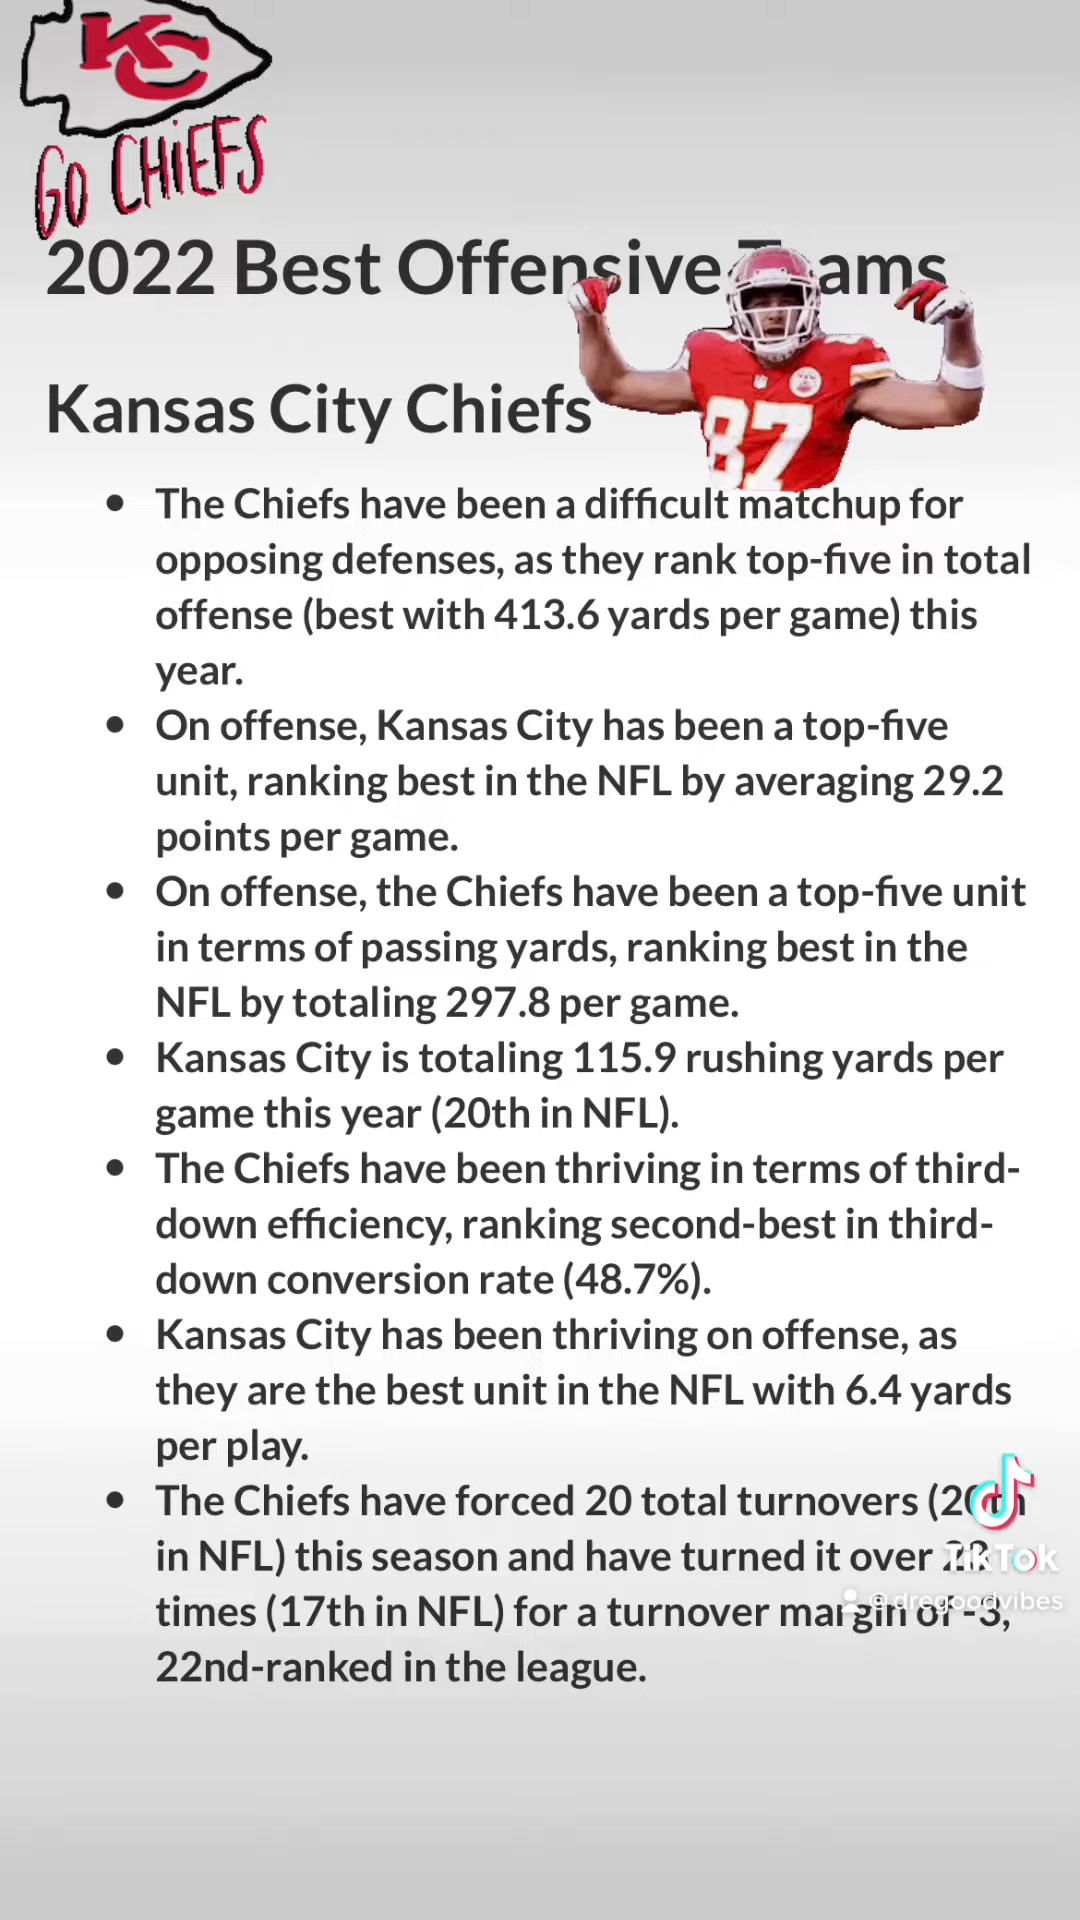 KC
GO CHiEFS
2022 Best Offensive Teams
Kansas City Chiefs
87
• The Chiefs have been a difficult matchup for
opposing defenses, as they rank top-five in total
offense (best with 413.6 yards per game) this
year.
• On offense, Kansas City has been a top-five
unit, ranking best in the NFL by averaging 29.2
points per game.
• On offense, the Chiefs have been a top-five unit
in terms of passing yards, ranking best in the
NFL by totaling 297.8 per game.
• Kansas City is totaling 115.9 rushing yards per
game this year (20th in NFL).
• The Chiefs have been thriving in terms of third-
down efficiency, ranking second-best in third-
down conversion rate (48.7%).
• Kansas City has been thriving on offense, as
they are the best unit in the NFL with 6.4 yards
per play.
• The Chiefs have forced 20 total turnovers (20th
in NFL) this season and have turned it over
times (17th in NFL) for a turnover margin of -3,
22nd-ranked in the league.
TikTok
@dregoodvibes